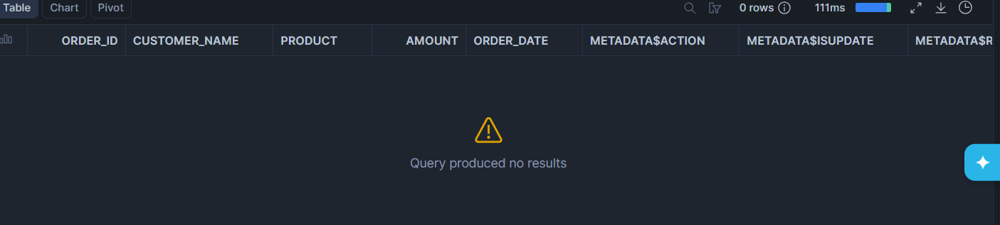 Table Chart Pivot 0 rows 111ms
ORDER_ID CUSTOMER_NAME PRODUCT AMOUNT ORDER_DATE METADATA$ACTION METADATA$ISUPDATE METADATA$R
Query produced no results